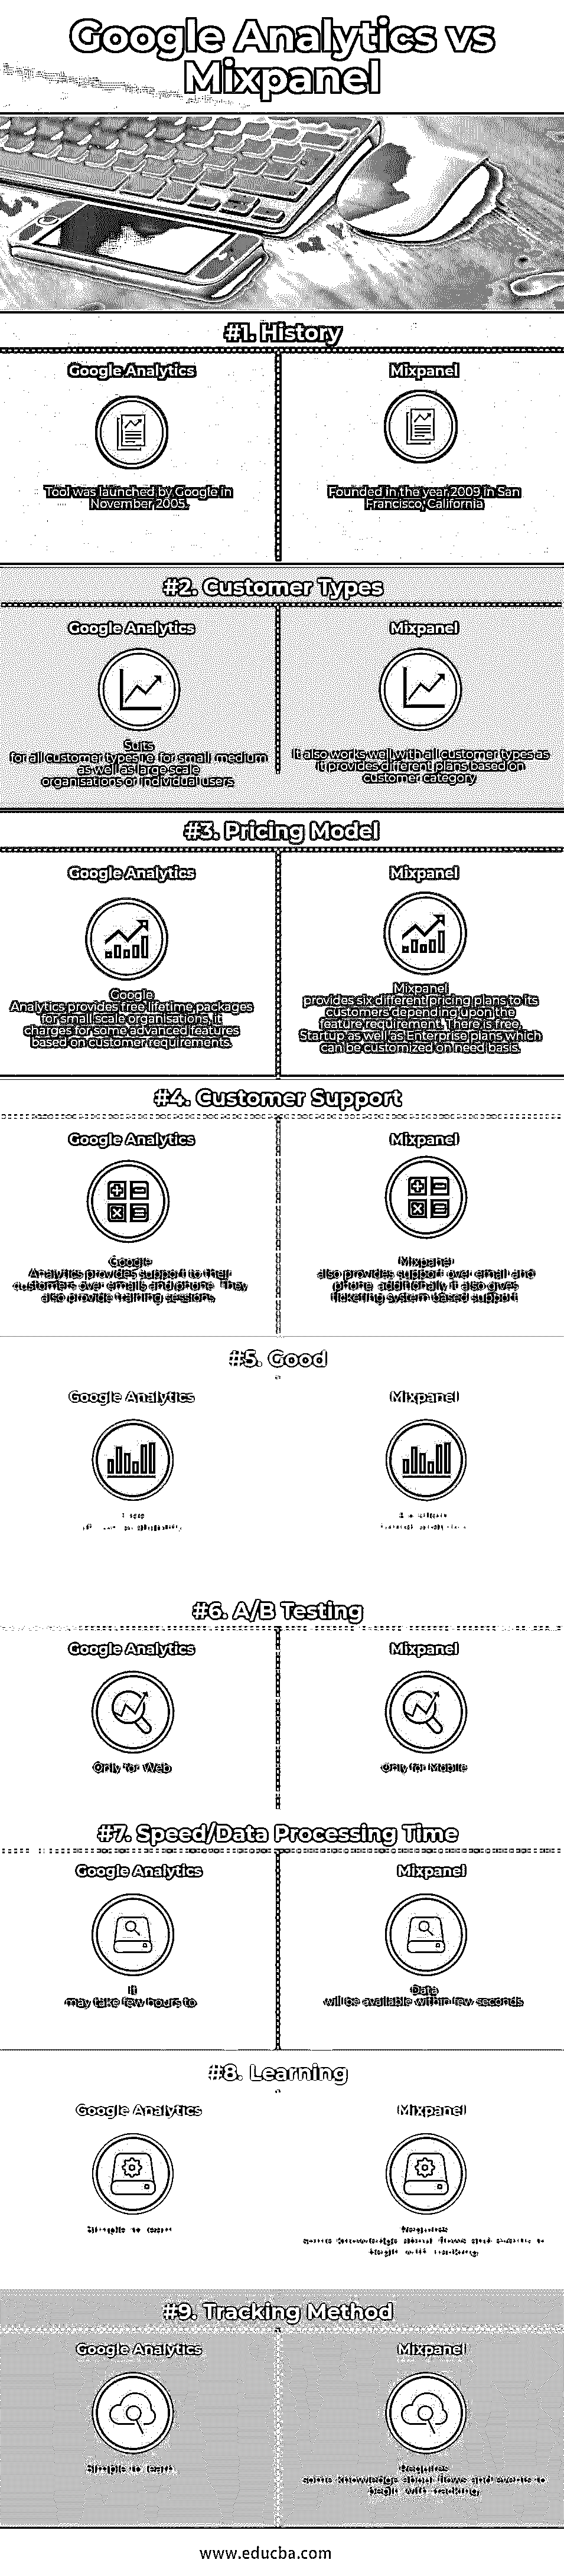 Google Analytics vs
Mixpanel
#1. History
Google Analytics
Mixpanel
Tool was launched by Google in
November 2005.
Founded in the year 2009 in San
Francisco, California
#2. Customer Types
Google Analytics
Mixpanel
Suits
for all customer types i.e. for small, medium
as well as large scale
organisations or individual users
It also works well with all customer types as
it provides different plans based on
customer category
#3. Pricing Model
Google Analytics
Mixpanel
Google
Analytics provides free lifetime packages
for small scale organisations, it
charges for some advanced features
based on customer requirements.
Mixpanel
provides six different pricing plans to its
customers depending upon the
feature requirement. There is free,
Startup as well as Enterprise plans which
can be customized on need basis.
#4. Customer Support
Google Analytics
Mixpanel
Google
Analytics provides support to their
customers over emails and phone. They
also provide training sessions.
Mixpanel
also provides support over email and
phone, additionally it also gives
ticketing system based support
#5. Good
Google Analytics
Mixpanel
#6. A/B Testing
Google Analytics
Mixpanel
Only for Web
Only for Mobile
#7. Speed/Data Processing Time
Google Analytics
Mixpanel
It
may take few hours to
Data
will be available within few seconds
#8. Learning
Google Analytics
Mixpanel
Simple to learn
Requires
some knowledge about flows and events to
begin with tracking.
#9. Tracking Method
Google Analytics
Mixpanel
Simple to learn
Requires
some knowledge about flows and events to
begin with tracking.
www.educba.com